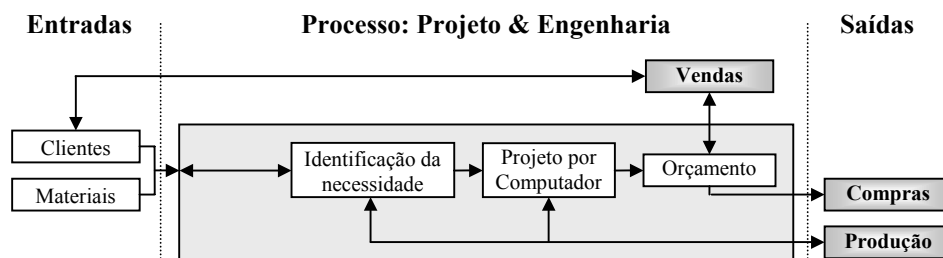 Entradas
Processo: Projeto & Engenharia
Saídas
Vendas
Clientes
Materiais
Identificação da
necessidade
Projeto por
Computador
Orçamento
Compras
Produção